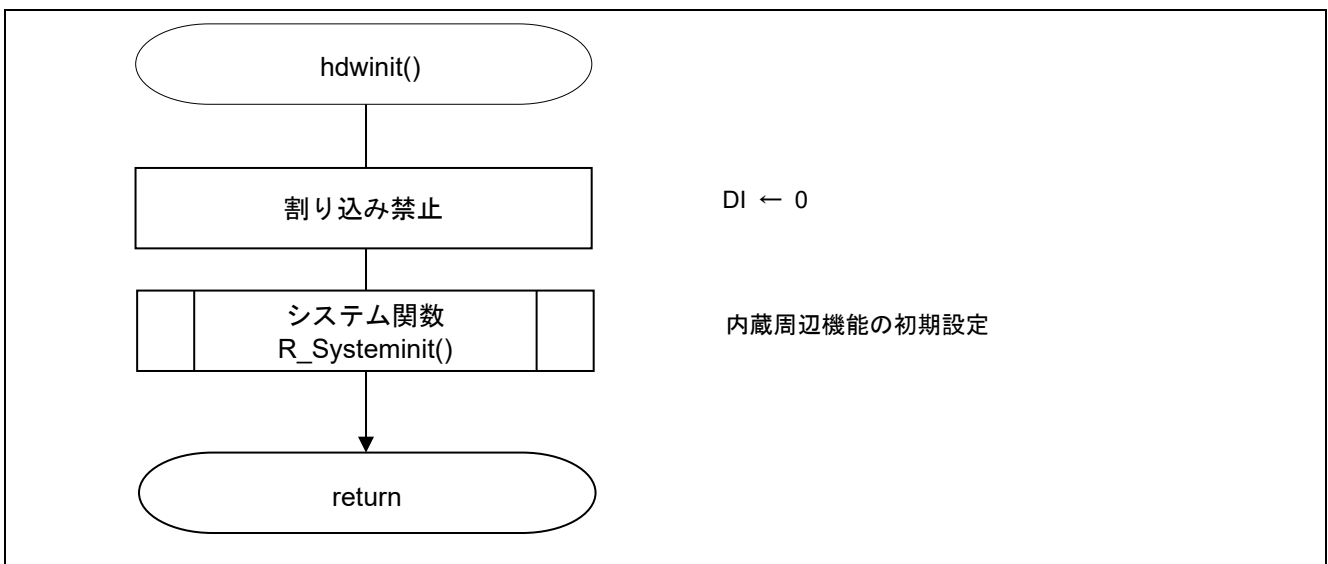 hdwinit()
割り込み禁止
DI ← 0
システム関数
R_Systeminit()
内蔵周辺機能の初期設定
return